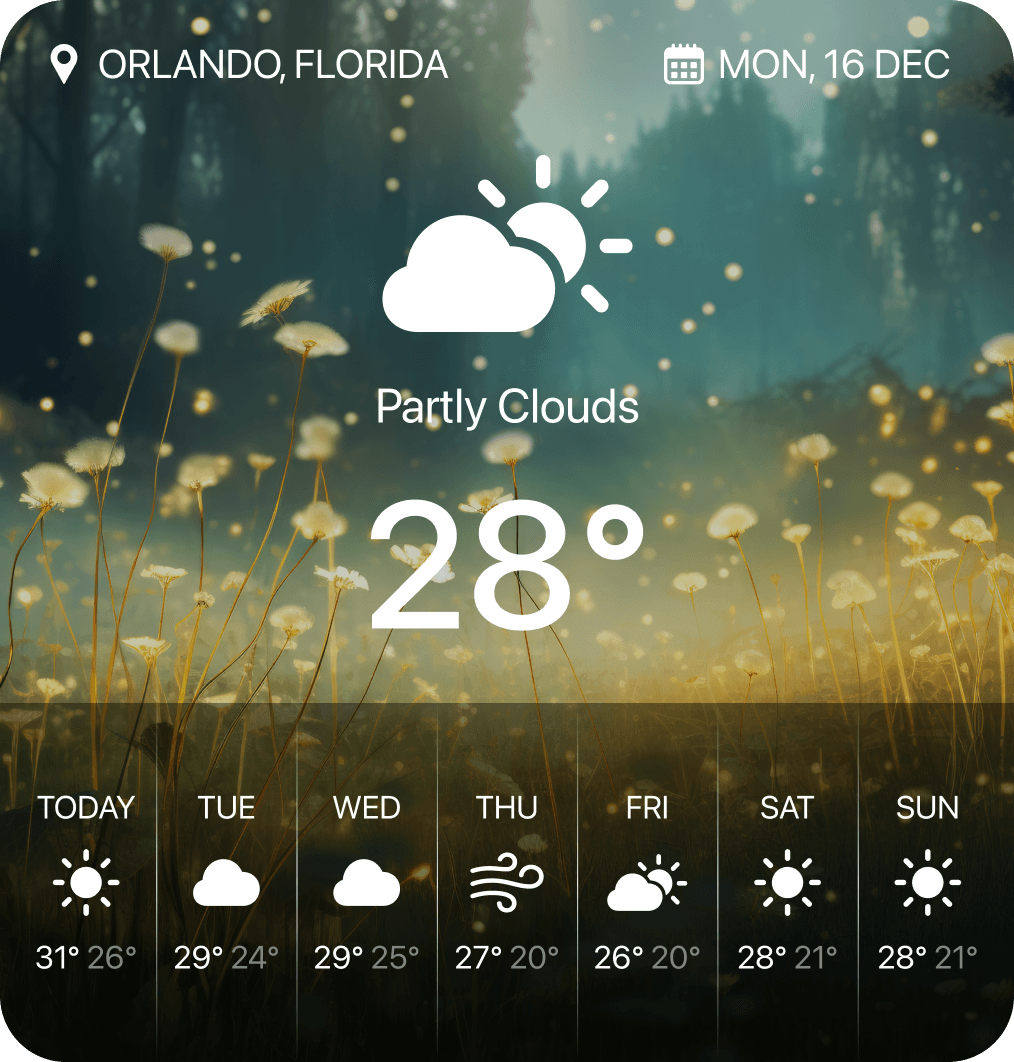 ORLANDO, FLORIDA
MON, 16 DEC
Partly Clouds
28°
TODAY TUE WED THU FRI SAT SUN
31° 26° 29° 24° 29° 25° 27° 20° 26° 20° 28° 21° 28° 21°